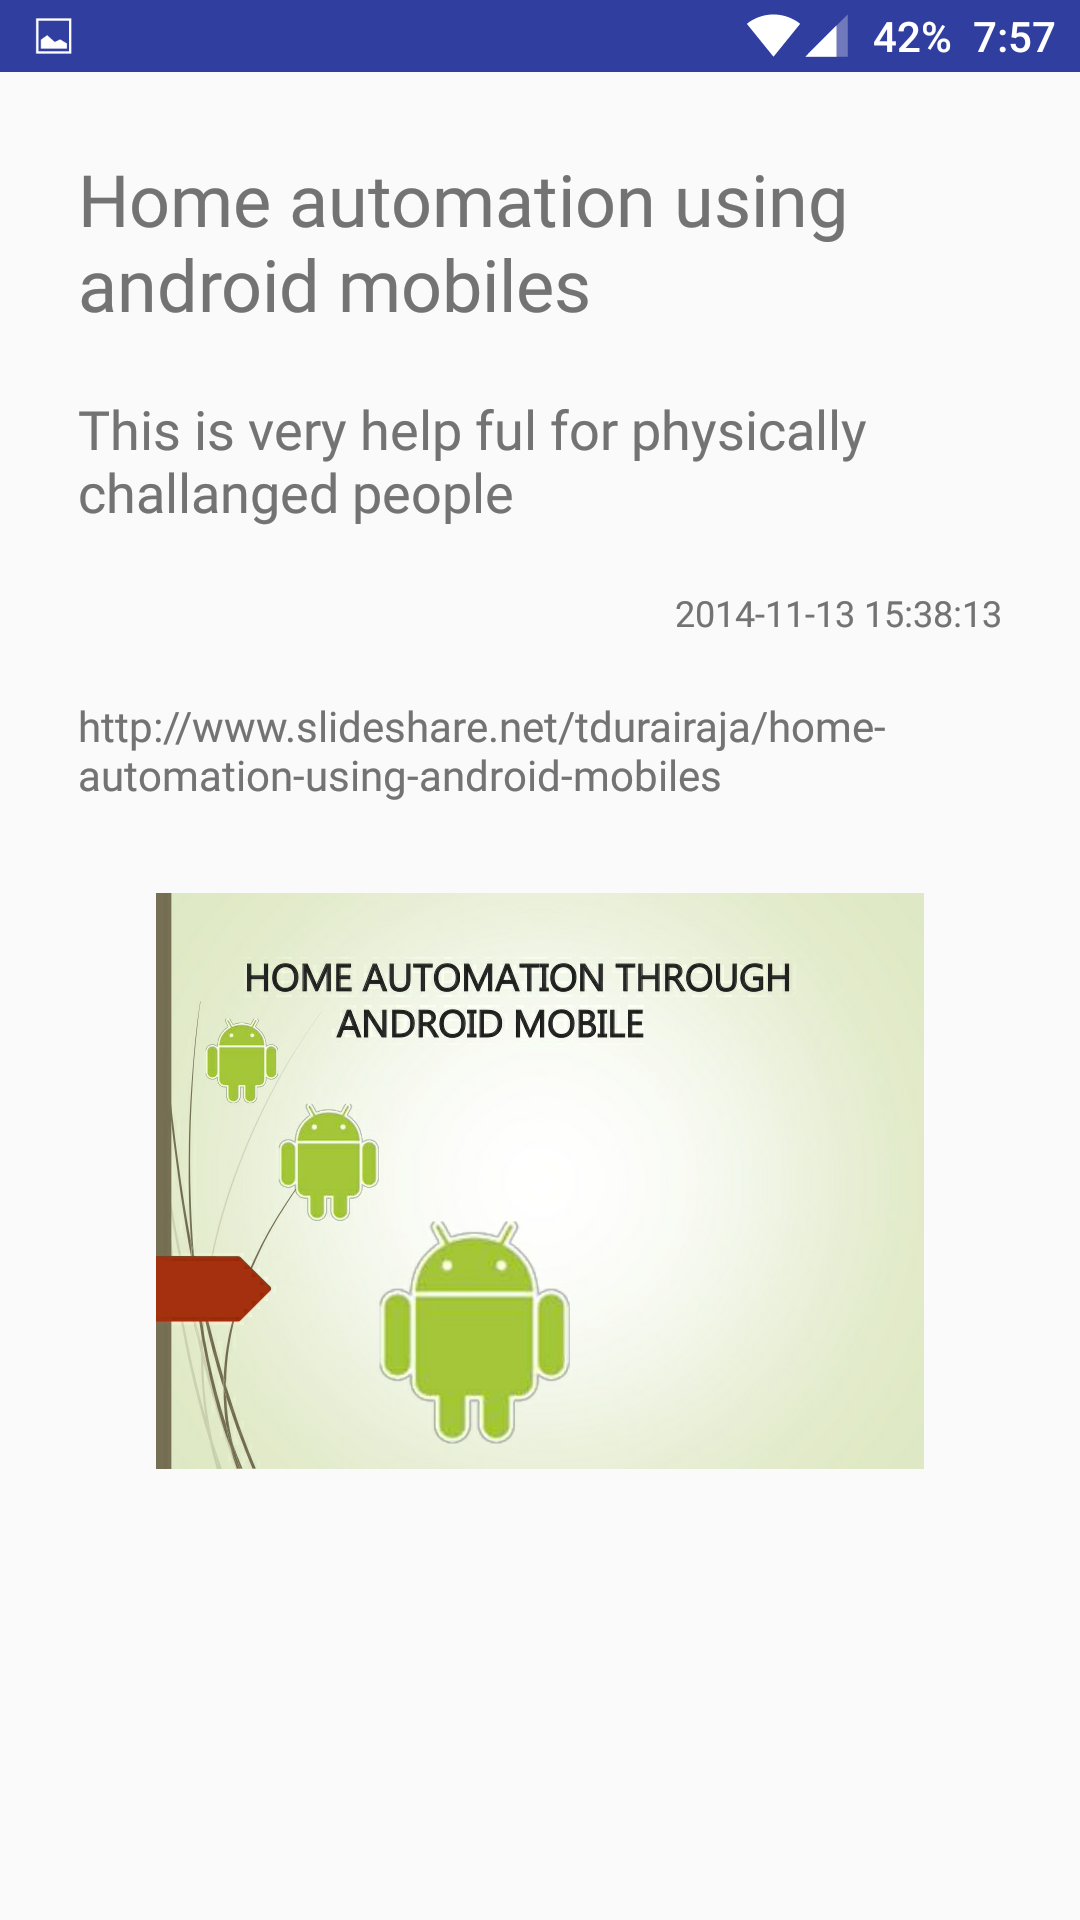 42% 7:57
Home automation using
android mobiles
This is very help ful for physically
challanged people
2014-11-13 15:38:13
http://www.slideshare.net/tdurairaja/home-
automation-using-android-mobiles
HOME AUTOMATION THROUGH
ANDROID MOBILE